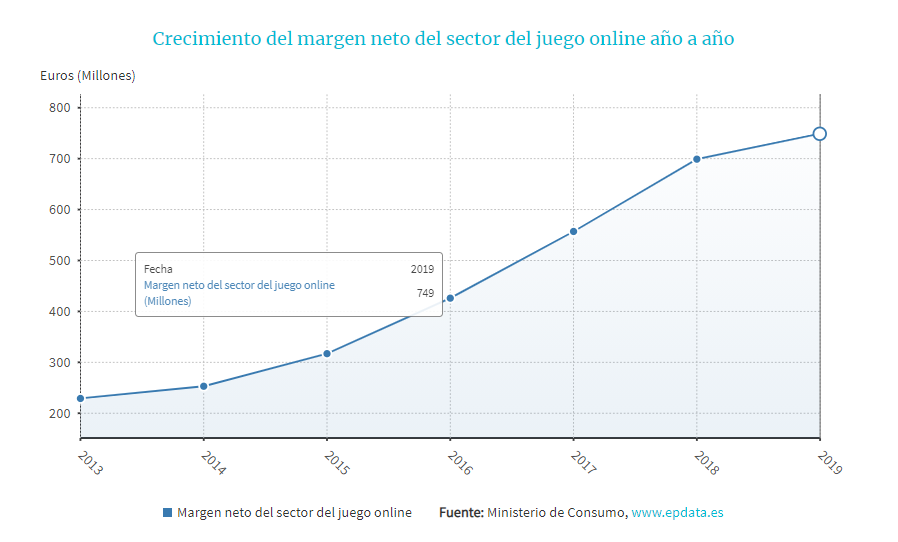 Crecimiento del margen neto del sector del juego online año a año
Euros (Millones)
800
700
600
500
400
300
200
Fecha 2019
Margen neto del sector del juego online
(Millones) 749
2013 2014 2015 2016 2017 2018 2019
Margen neto del sector del juego online Fuente: Ministerio de Consumo, www.epdata.es